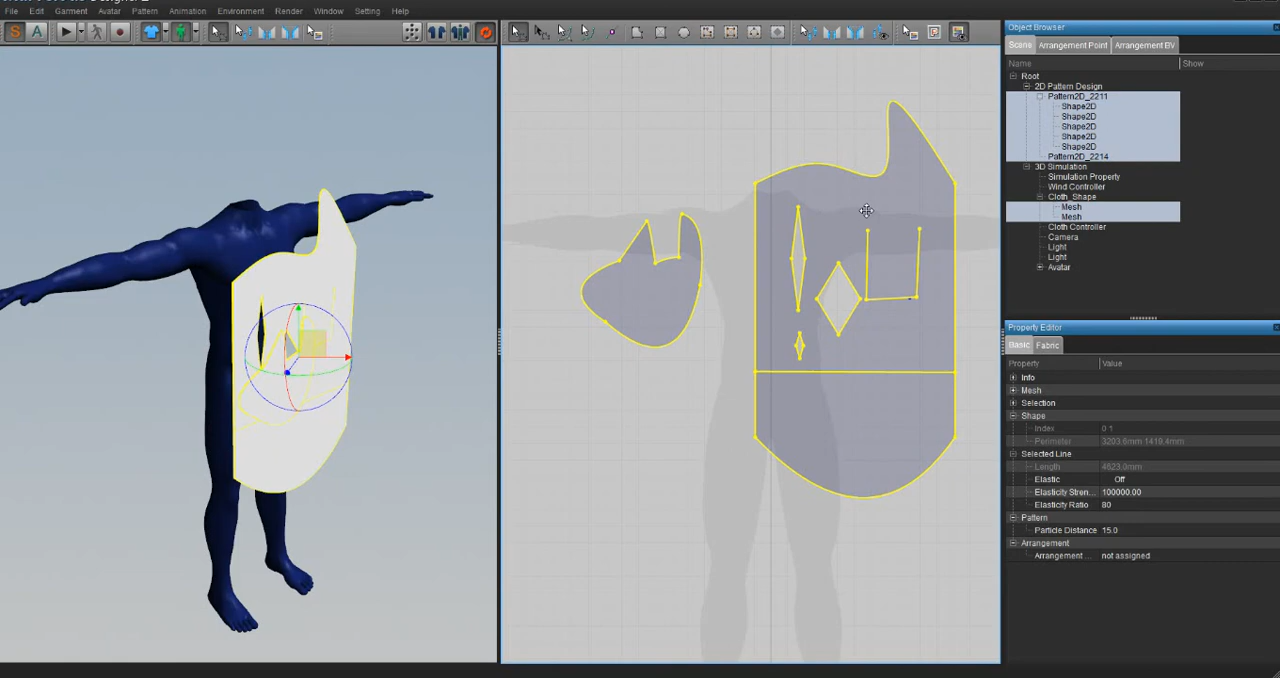 File Edit Garment Avatar Pattern Animation Environment Render Window Setting Help
S A
Object Browser
Scene Arrangement Point Arrangement BV
Name Show
Root
2D Pattern Design
Pattern2D_2211
Shape2D
Shape2D
Shape2D
Shape2D
Shape2D
Pattern2D_2214
3D Simulation
Simulation Property
Wind Controller
Cloth_Shape
Mesh
Mesh
Cloth Controller
Camera
Light
Light
Avatar
Property Editor
Basic Fabric
Property Value
Info
Mesh
Selection
Shape
Index 0 1
Perimeter 3203.6mm 1419.4mm
Selected Line
Length 4623.0mm
Elastic Off
Elasticity Stren... 100000.00
Elasticity Ratio 80
Pattern
Particle Distance 15.0
Arrangement
Arrangement ... not assigned